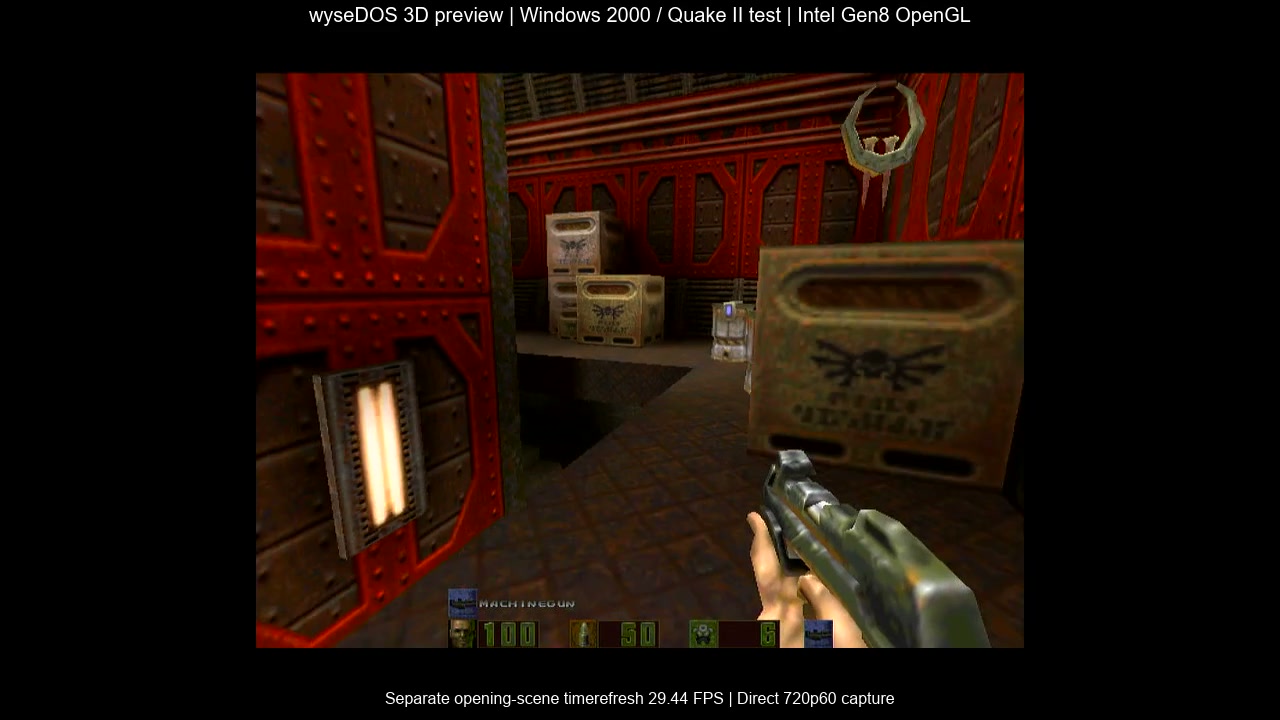 wyseDOS 3D preview | Windows 2000 / Quake II test | Intel Gen8 OpenGL
MACHINEGUN
100 50 6
Separate opening-scene timerefresh 29.44 FPS | Direct 720p60 capture